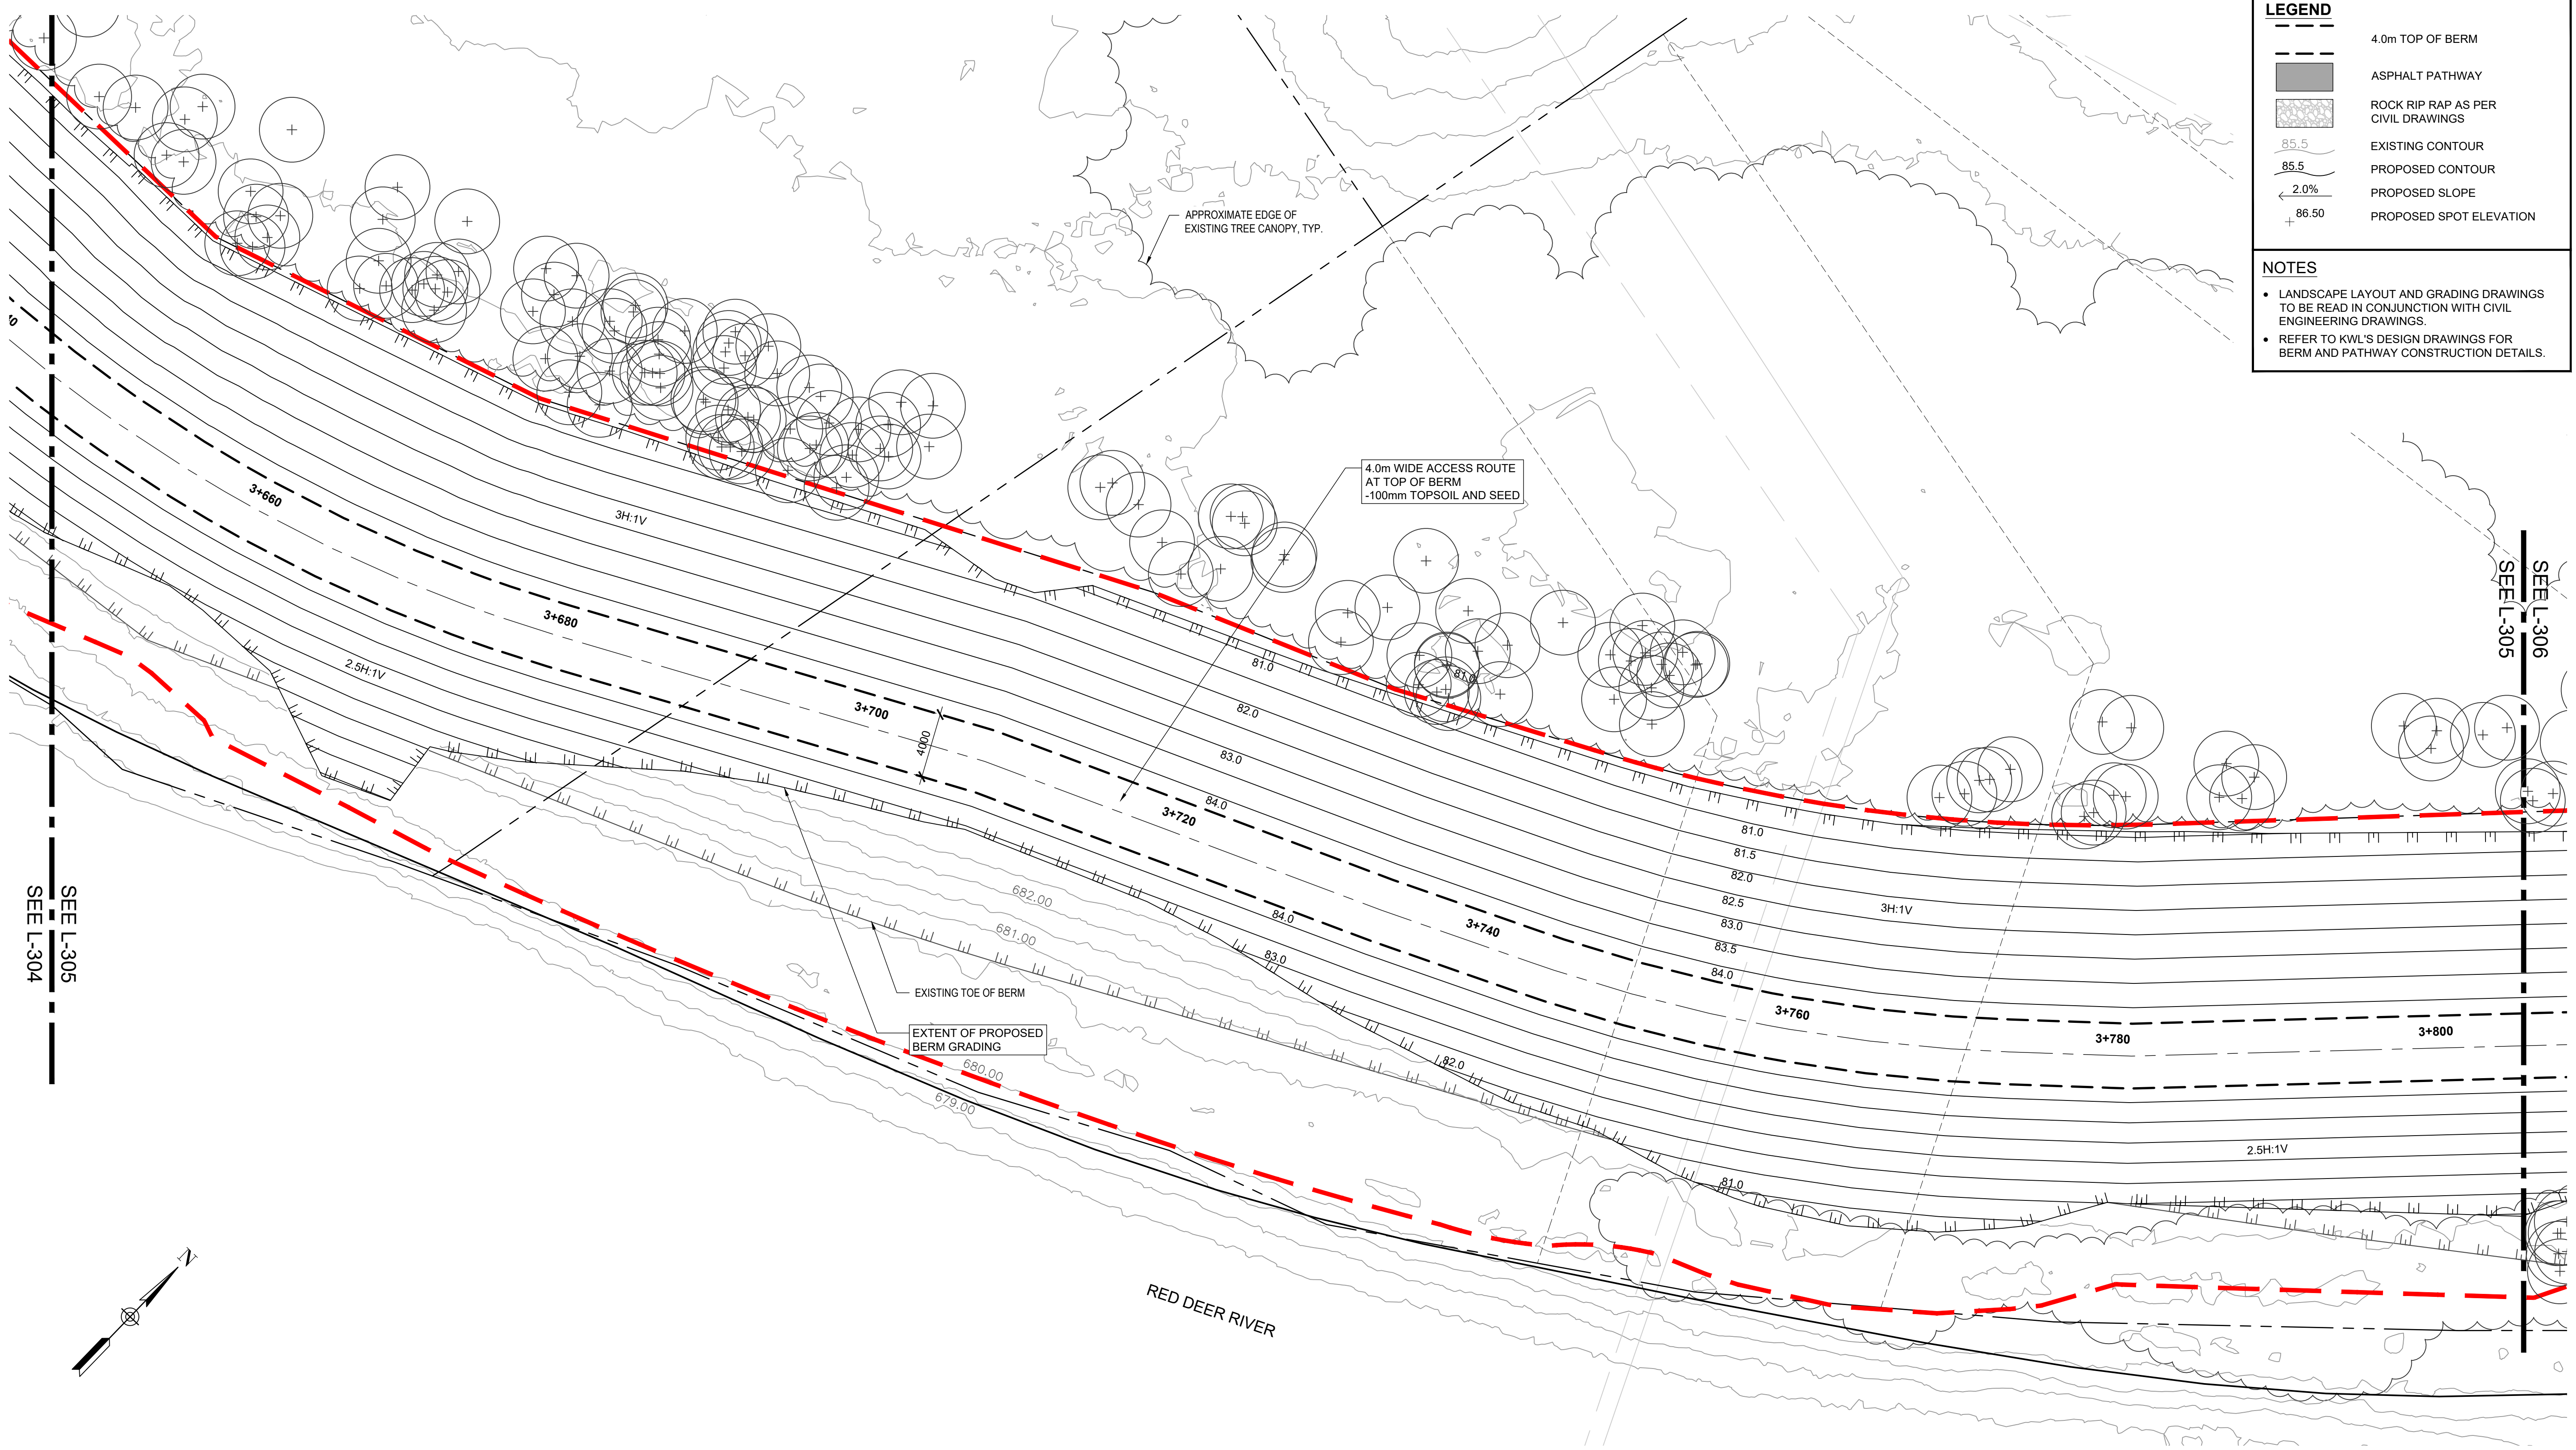 LEGEND
4.0m TOP OF BERM
ASPHALT PATHWAY
ROCK RIP RAP AS PER
CIVIL DRAWINGS
85.5
EXISTING CONTOUR
85.5
PROPOSED CONTOUR
2.0%
PROPOSED SLOPE
86.50
PROPOSED SPOT ELEVATION
NOTES
• LANDSCAPE LAYOUT AND GRADING DRAWINGS
TO BE READ IN CONJUNCTION WITH CIVIL
ENGINEERING DRAWINGS.
• REFER TO KWL'S DESIGN DRAWINGS FOR
BERM AND PATHWAY CONSTRUCTION DETAILS.
APPROXIMATE EDGE OF
EXISTING TREE CANOPY, TYP.
4.0m WIDE ACCESS ROUTE
AT TOP OF BERM
-100mm TOPSOIL AND SEED
3+660
3H:1V
3+680
2.5H:1V
3+700
4000
81.0
81.0
82.0
83.0
84.0
3+720
84.0
83.0
82.0
81.0
3+740
81.0
81.5
82.0
82.5
83.0
83.5
84.0
3H:1V
3+760
3+780
3+800
2.5H:1V
682.00
681.00
680.00
679.00
EXISTING TOE OF BERM
EXTENT OF PROPOSED
BERM GRADING
SEE L-304
SEE L-305
SEE L-305
SEE L-306
N
RED DEER RIVER